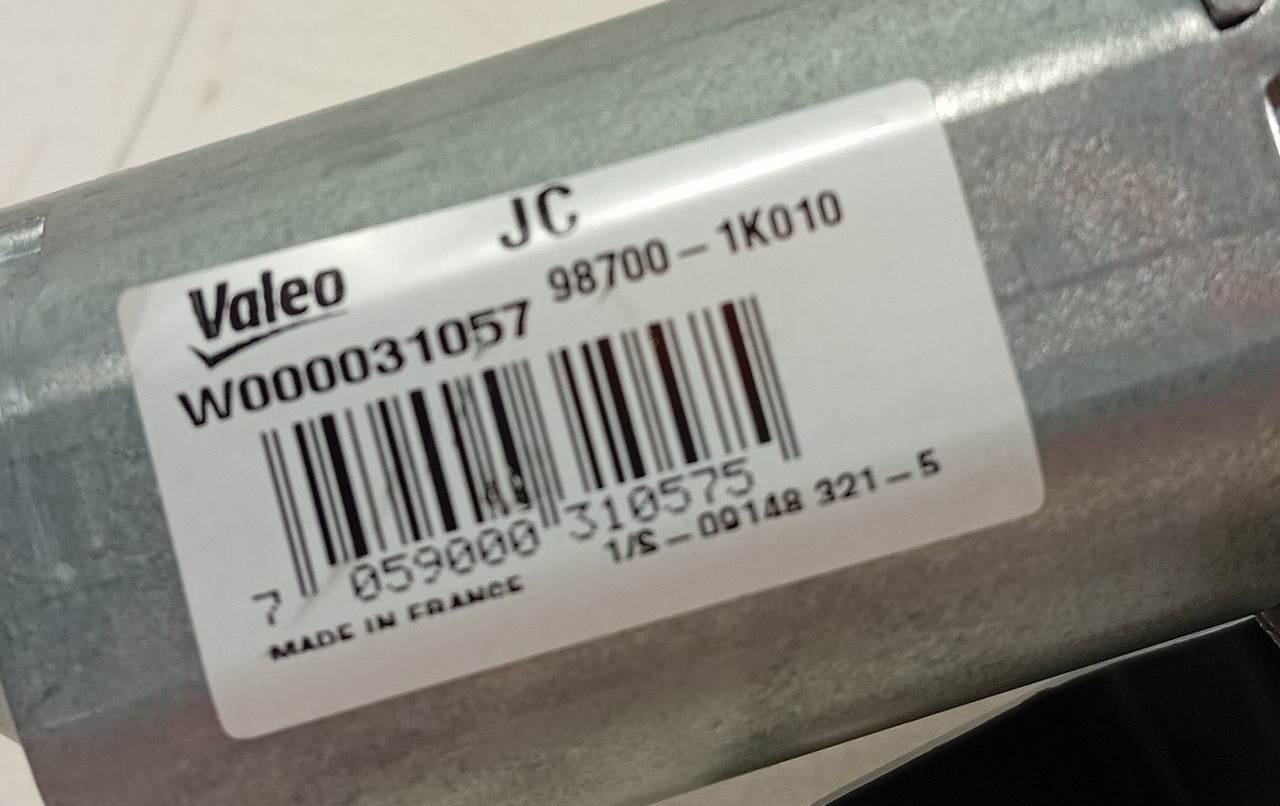 JC
Valeo
98700-1K010
W000031057
7 059000 310575
1/S-09148 321-5
MADE IN FRANCE